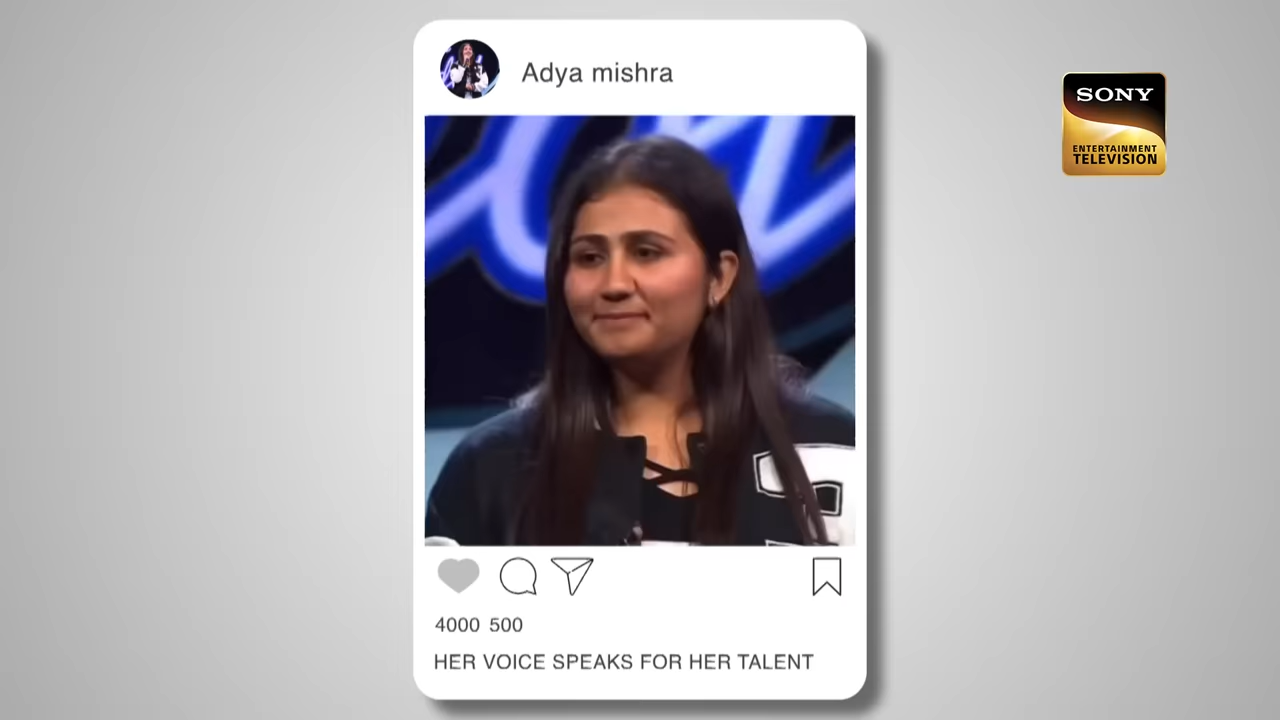 Adya mishra
SONY
ENTERTAINMENT
TELEVISION
4000 500
HER VOICE SPEAKS FOR HER TALENT